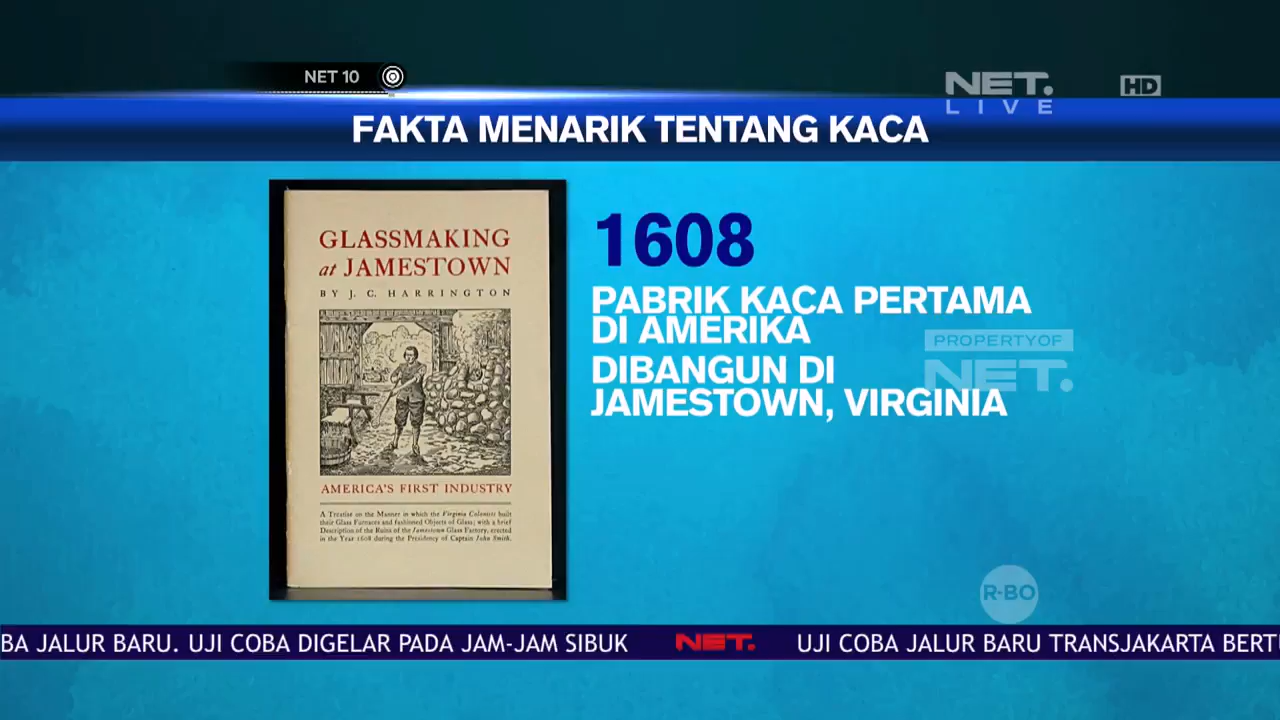 NET 10
NET.
LIVE
HD
FAKTA MENARIK TENTANG KACA
GLASSMAKING
at JAMESTOWN
BY J. C. HARRINGTON
AMERICA'S FIRST INDUSTRY
A Treatise on the Manner in which the Virginia Colonists built
their Glass Furnaces and fashioned Objects of Glass; with a brief
Description of the Ruins of the Jamestown Glass Factory, erected
in the Year 1608 during the Presidency of Captain John Smith.
1608
PABRIK KACA PERTAMA
DI AMERIKA
DIBANGUN DI
JAMESTOWN, VIRGINIA
PROPERTY OF
NET.
R-BO
BA JALUR BARU. UJI COBA DIGELAR PADA JAM-JAM SIBUK NET. UJI COBA JALUR BARU TRANSJAKARTA BERT